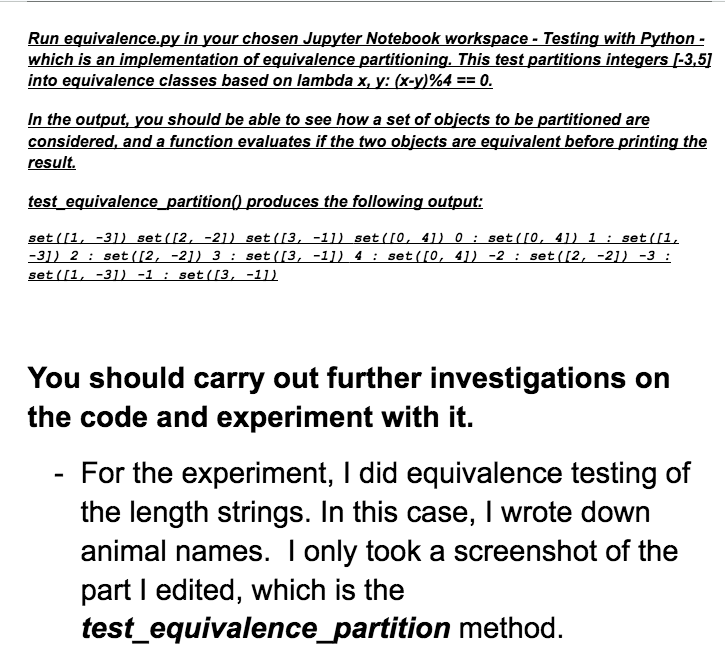 Run equivalence.py in your chosen Jupyter Notebook workspace - Testing with Python -
which is an implementation of equivalence partitioning. This test partitions integers [-3,5]
into equivalence classes based on lambda x, y: (x-y)%4 == 0.
In the output, you should be able to see how a set of objects to be partitioned are
considered, and a function evaluates if the two objects are equivalent before printing the
result.
test_equivalence_partition() produces the following output:
set([1, -3]) set([2, -2]) set([3, -1]) set([0, 4]) 0 : set([0, 4]) 1 : set([1,
-3]) 2 : set([2, -2]) 3 : set([3, -1]) 4 : set([0, 4]) -2 : set([2, -2]) -3 :
set([1, -3]) -1 : set([3, -1])
You should carry out further investigations on
the code and experiment with it.
- For the experiment, I did equivalence testing of
the length strings. In this case, I wrote down
animal names.  I only took a screenshot of the
part I edited, which is the
test_equivalence_partition method.